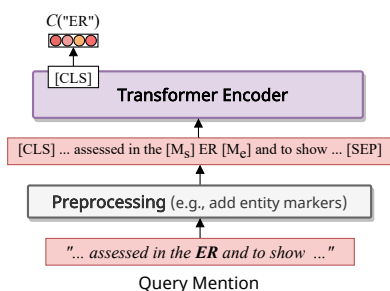 C("ER")
[CLS]
Transformer Encoder
[CLS] ... assessed in the [Ms] ER [Me] and to show ... [SEP]
Preprocessing (e.g., add entity markers)
"... assessed in the ER and to show ..."
Query Mention